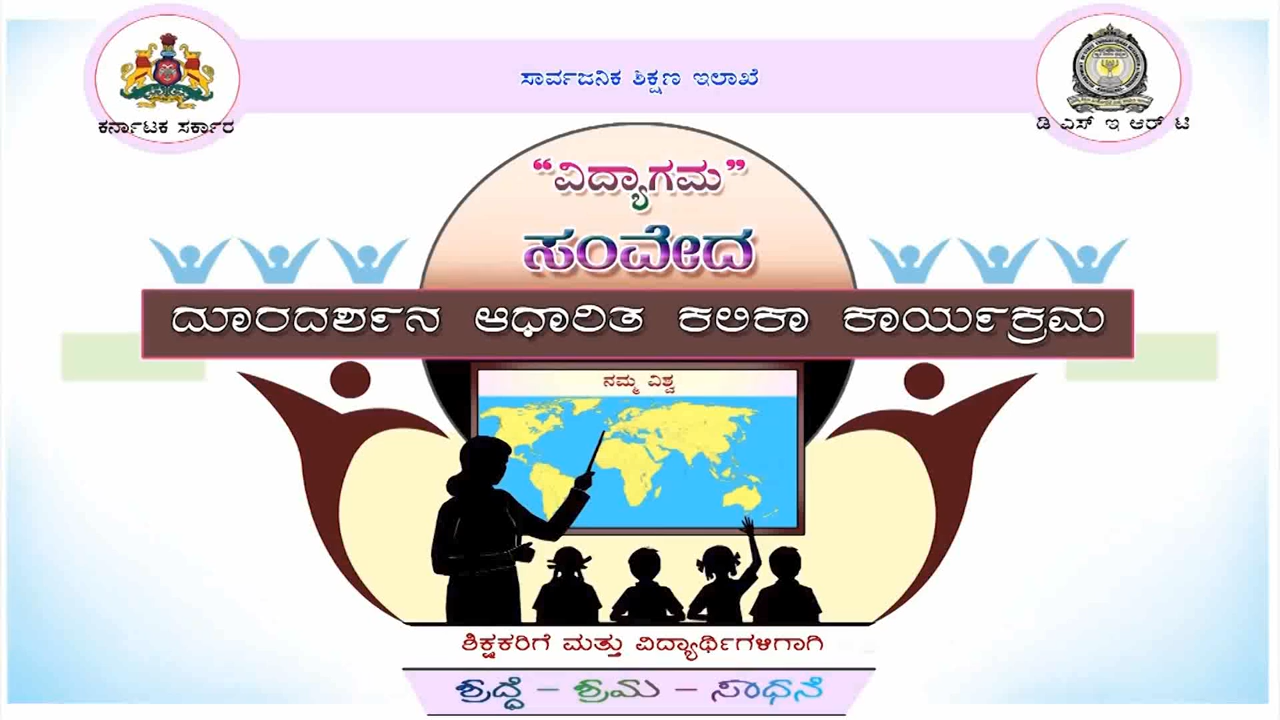 ಸಾರ್ವಜನಿಕ ಶಿಕ್ಷಣ ಇಲಾಖೆ
ಕರ್ನಾಟಕ ಸರ್ಕಾರ
ಡಿ ಎಸ್ ಇ ಆರ್ ಟಿ
“ವಿದ್ಯಾಗಮ”
ಸಂವೇದ
ದೂರದರ್ಶನ ಆಧಾರಿತ ಕಲಿಕಾ ಕಾರ್ಯಕ್ರಮ
ನಮ್ಮ ವಿಶ್ವ
ಶಿಕ್ಷಕರಿಗೆ ಮತ್ತು ವಿದ್ಯಾರ್ಥಿಗಳಿಗಾಗಿ
ಶ್ರದ್ಧೆ – ಶ್ರಮ – ಸಾಧನೆ